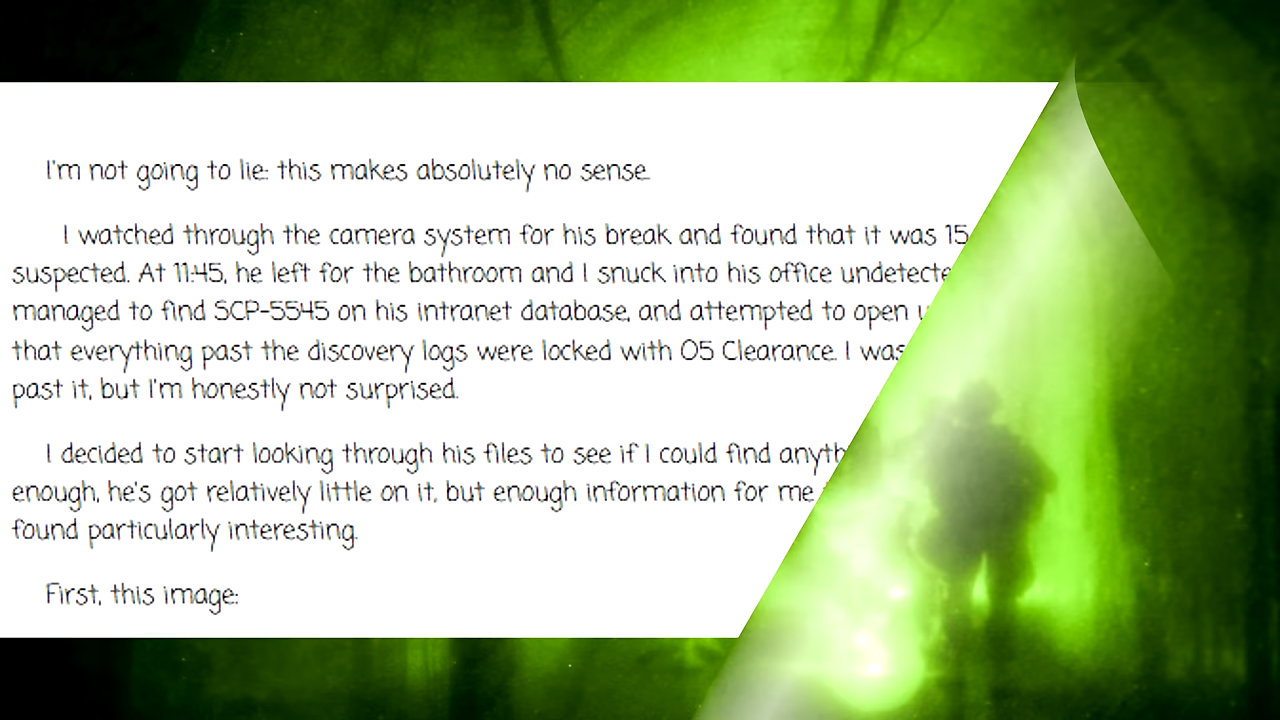 I'm not going to lie: this makes absolutely no sense.
I watched through the camera system for his break and found that it was 15
suspected. At 11:45, he left for the bathroom and I snuck into his office
managed to find SCP-5545 on his intranet database, and attempted to open
that everything past the discovery logs were locked with O5 Clearance. I was
past it, but I'm honestly not surprised.
I decided to start looking through his files to see if I could find
enough, he's got relatively little on it, but enough information for me
found particularly interesting.
First, this image: